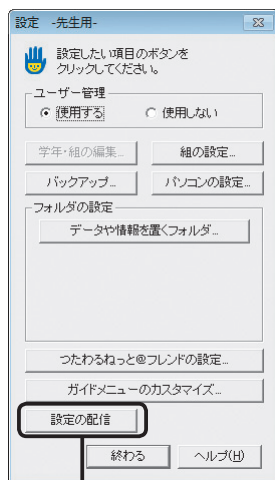 設定 -先生用-
設定したい項目のボタンを
クリックしてください。
ユーザー管理
使用する 使用しない
学年・組の編集... 組の設定...
バックアップ... パソコンの設定...
フォルダの設定
データや情報を置くフォルダ...
つたわるねっと@フレンドの設定...
ガイドメニューのカスタマイズ...
設定の配信
終わる ヘルプ(H)